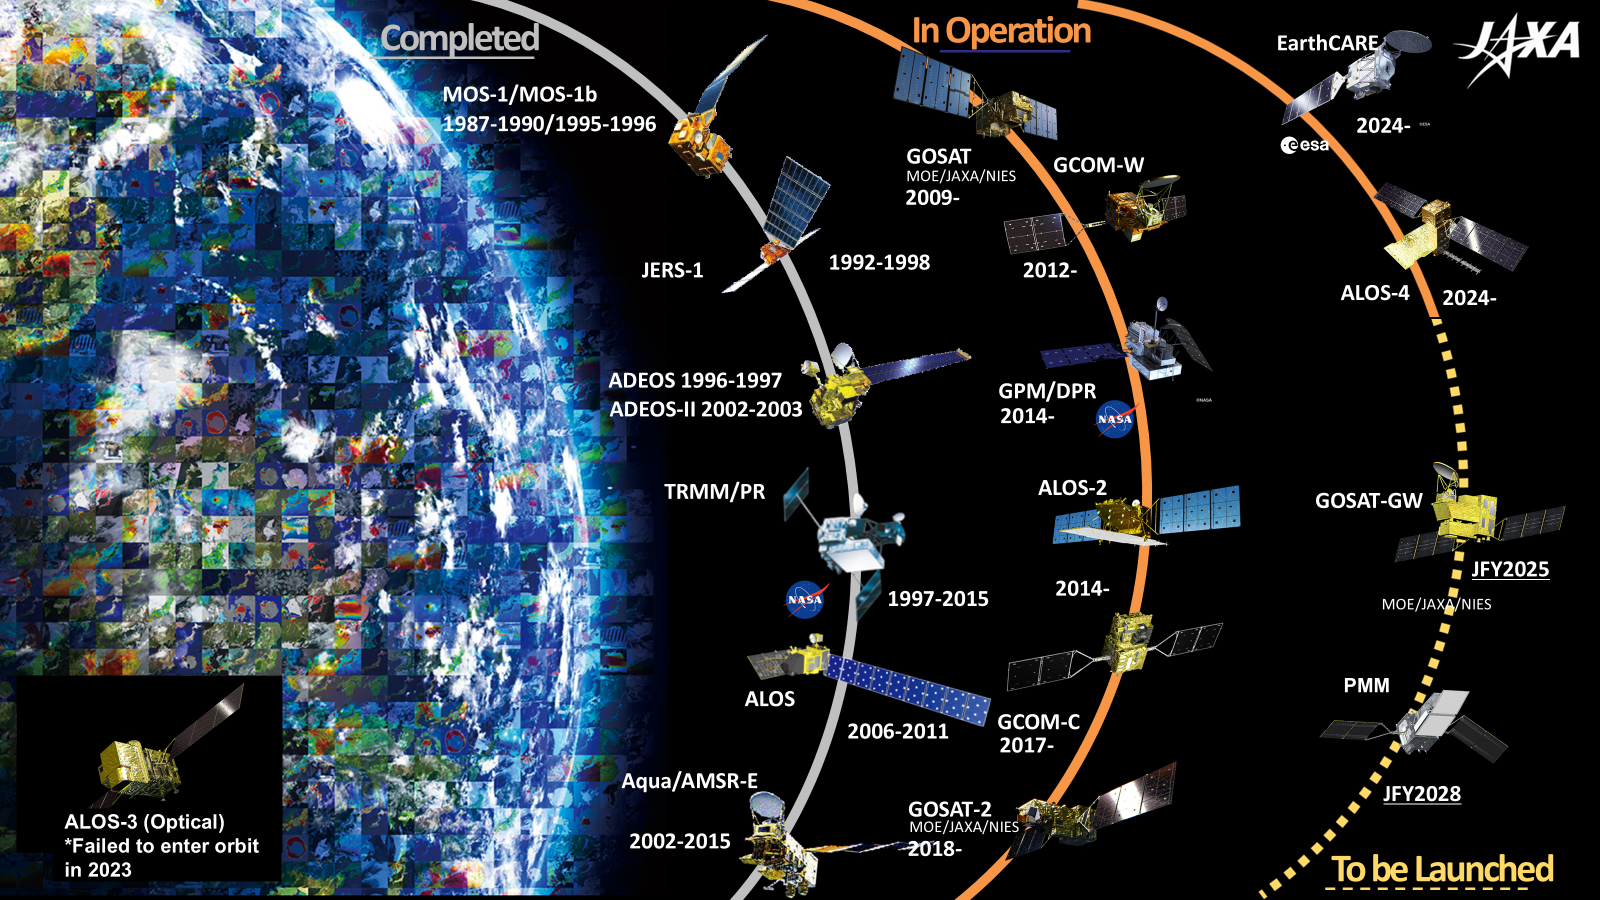 Completed
MOS-1/MOS-1b
1987-1990/1995-1996
JERS-1
1992-1998
ADEOS 1996-1997
ADEOS-II 2002-2003
TRMM/PR
NASA
1997-2015
ALOS
2006-2011
Aqua/AMSR-E
2002-2015
ALOS-3 (Optical)
*Failed to enter orbit
in 2023
In Operation
GOSAT
MOE/JAXA/NIES
2009-
GCOM-W
2012-
GPM/DPR
2014-
NASA
©NASA
ALOS-2
2014-
GCOM-C
2017-
GOSAT-2
MOE/JAXA/NIES
2018-
JAXA
EarthCARE
2024-
©ESA
esa
ALOS-4
2024-
GOSAT-GW
JFY2025
MOE/JAXA/NIES
PMM
JFY2028
To be Launched